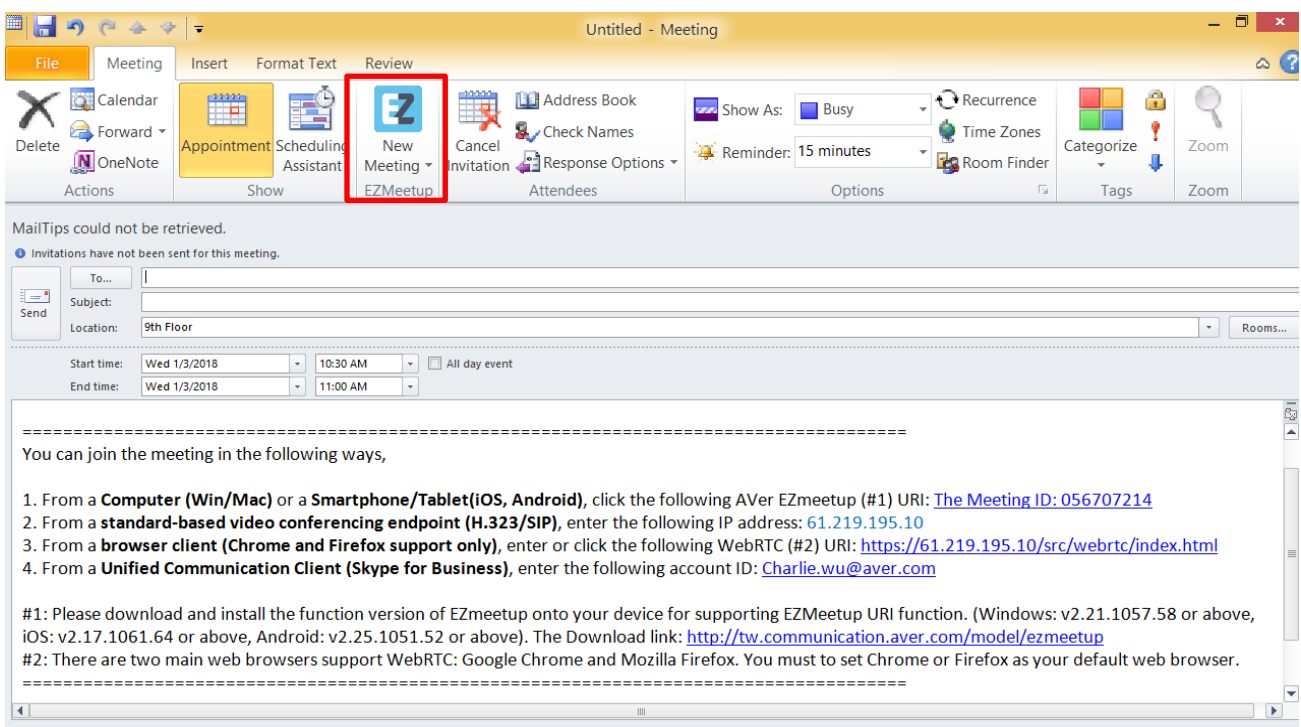 Untitled - Meeting
File Meeting Insert Format Text Review
Delete
Calendar
Forward
OneNote
Actions
Appointment
Scheduling Assistant
Show
EZ
New Meeting
EZMeetup
Cancel Invitation
Address Book
Check Names
Response Options
Attendees
Show As: Busy
Reminder: 15 minutes
Recurrence
Time Zones
Room Finder
Options
Categorize
Tags
Zoom
Zoom
MailTips could not be retrieved.
Invitations have not been sent for this meeting.
Send
To...
Subject:
Location: 9th Floor Rooms...
Start time: Wed 1/3/2018 10:30 AM All day event
End time: Wed 1/3/2018 11:00 AM
=====================================================================================
You can join the meeting in the following ways,
1. From a Computer (Win/Mac) or a Smartphone/Tablet(iOS, Android), click the following AVer EZmeetup (#1) URI: The Meeting ID: 056707214
2. From a standard-based video conferencing endpoint (H.323/SIP), enter the following IP address: 61.219.195.10
3. From a browser client (Chrome and Firefox support only), enter or click the following WebRTC (#2) URI: https://61.219.195.10/src/webrtc/index.html
4. From a Unified Communication Client (Skype for Business), enter the following account ID: Charlie.wu@aver.com
#1: Please download and install the function version of EZmeetup onto your device for supporting EZMeetup URI function. (Windows: v2.21.1057.58 or above,
iOS: v2.17.1061.64 or above, Android: v2.25.1051.52 or above). The Download link: http://tw.communication.aver.com/model/ezmeetup
#2: There are two main web browsers support WebRTC: Google Chrome and Mozilla Firefox. You must to set Chrome or Firefox as your default web browser.
=====================================================================================